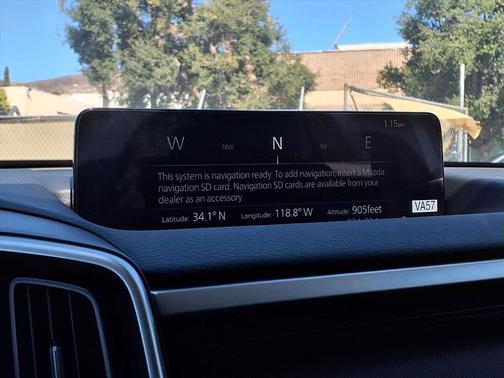 1:15pm
W NW N NE E
This system is navigation ready. To add navigation, insert a Mazda
navigation SD card. Navigation SD cards are available from your
dealer as an accessory.
Latitude: 34.1° N Longitude: 118.8° W Altitude: 905feet
VA57